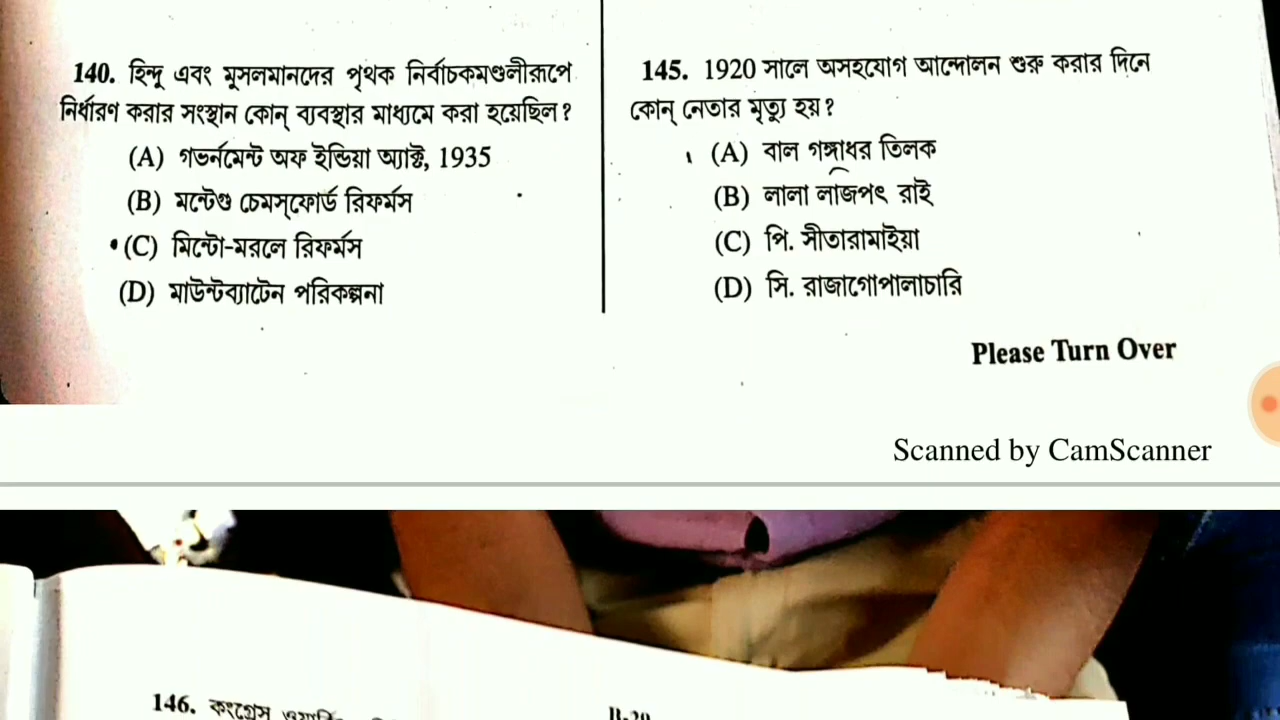 140. হিন্দু এবং মুসলমানদের পৃথক নির্বাচকমণ্ডলীরূপে
নির্ধারণ করার সংস্থান কোন্ ব্যবস্থার মাধ্যমে করা হয়েছিল?
(A) গভর্নমেন্ট অফ ইন্ডিয়া অ্যাক্ট, 1935
(B) মন্টেগু চেমস্‌ফোর্ড রিফর্মস
(C) মিন্টো-মরলে রিফর্মস
(D) মাউন্টব্যাটেন পরিকল্পনা
145. 1920 সালে অসহযোগ আন্দোলন শুরু করার দিনে
কোন্ নেতার মৃত্যু হয়?
(A) বাল গঙ্গাধর তিলক
(B) লালা লাজপৎ রাই
(C) পি. সীতারামাইয়া
(D) সি. রাজাগোপালাচারি
Please Turn Over
Scanned by CamScanner
146. কংগ্রেস